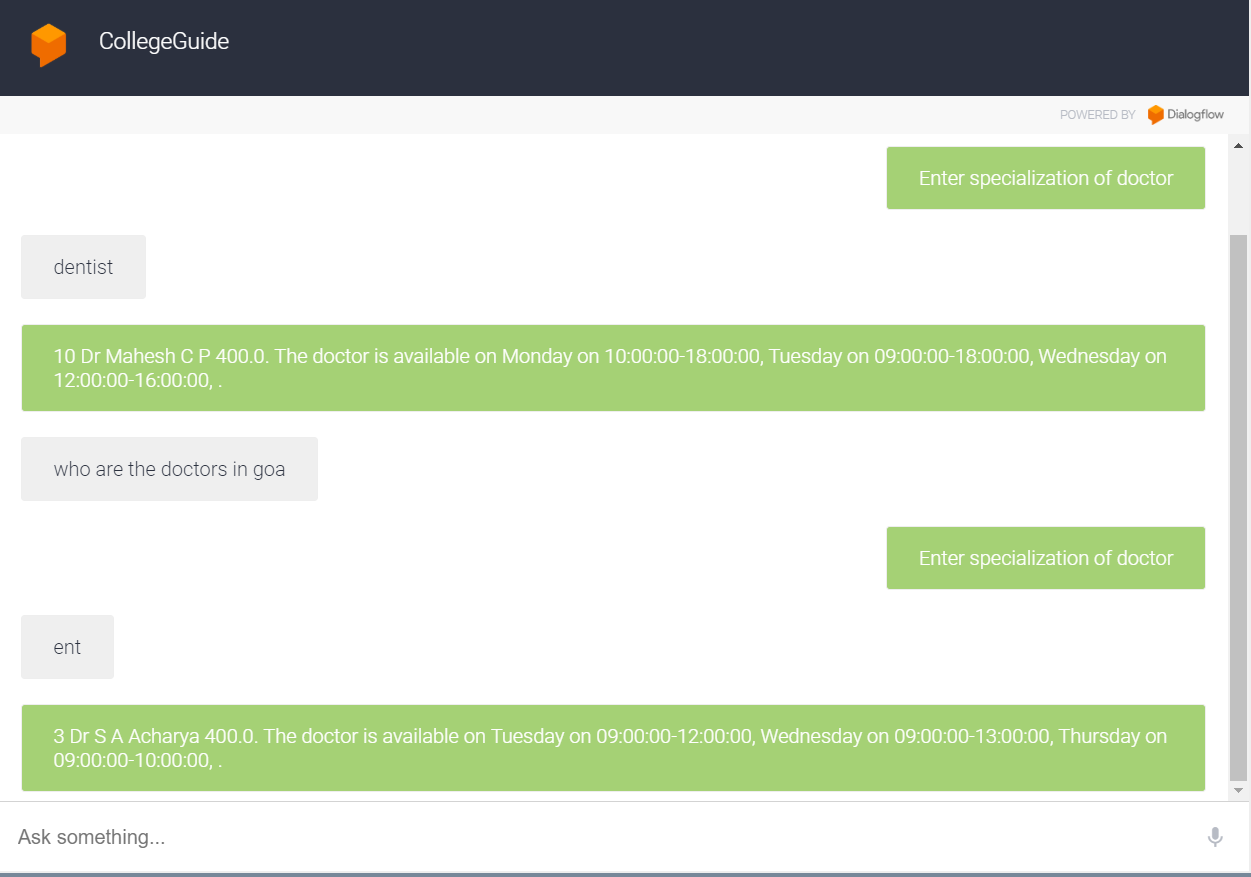 CollegeGuide
POWERED BY Dialogflow
Enter specialization of doctor
dentist
10 Dr Mahesh C P 400.0. The doctor is available on Monday on 10:00:00-18:00:00, Tuesday on 09:00:00-18:00:00, Wednesday on
12:00:00-16:00:00, .
who are the doctors in goa
Enter specialization of doctor
ent
3 Dr S A Acharya 400.0. The doctor is available on Tuesday on 09:00:00-12:00:00, Wednesday on 09:00:00-13:00:00, Thursday on
09:00:00-10:00:00, .
Ask something...